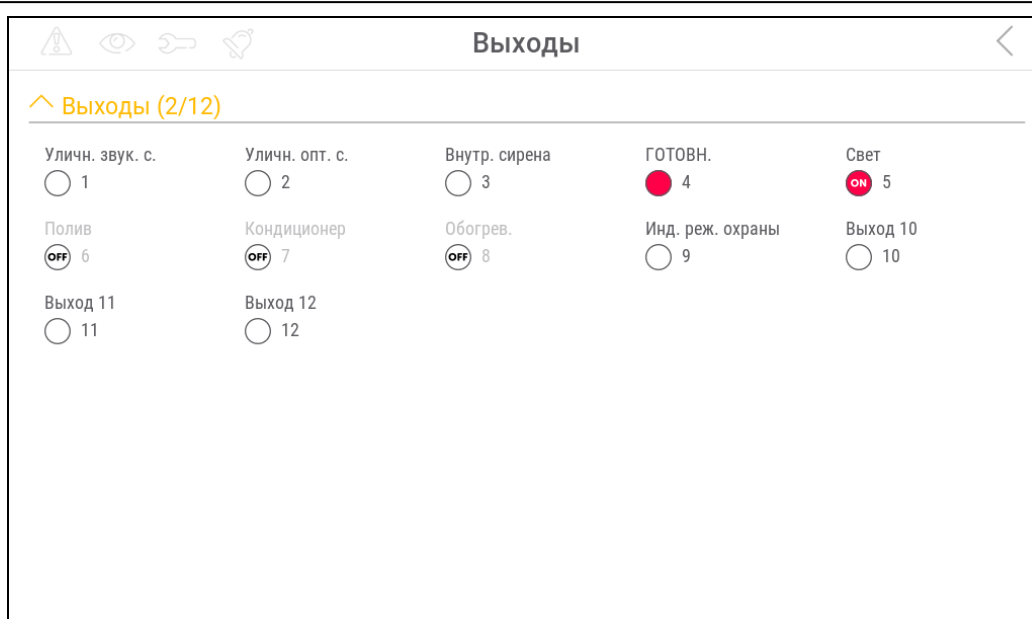 Выходы
Выходы (2/12)
Уличн. звук. с. Уличн. опт. с. Внутр. сирена ГОТОВН. Свет
1 2 3 4 ON 5
Полив Кондиционер Обогрев. Инд. реж. охраны Выход 10
OFF 6 OFF 7 OFF 8 9 10
Выход 11 Выход 12
11 12